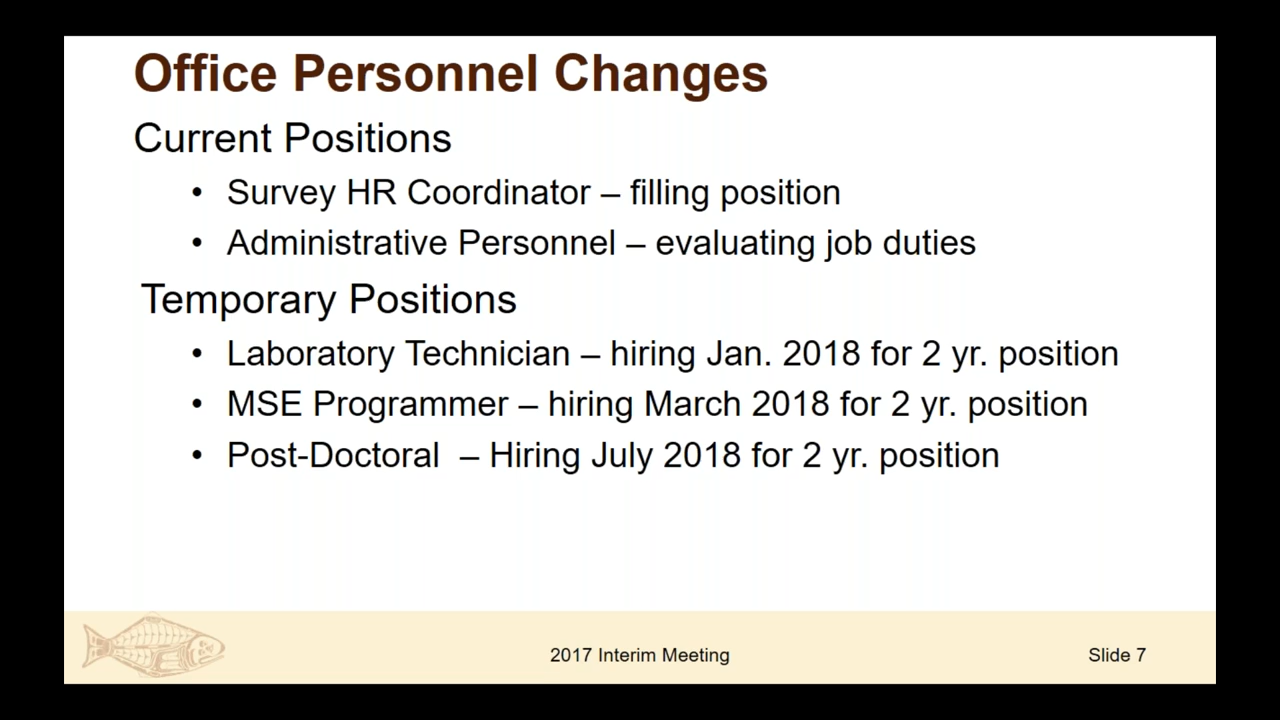 Office Personnel Changes
Current Positions
• Survey HR Coordinator – filling position
• Administrative Personnel – evaluating job duties
Temporary Positions
• Laboratory Technician – hiring Jan. 2018 for 2 yr. position
• MSE Programmer – hiring March 2018 for 2 yr. position
• Post-Doctoral – Hiring July 2018 for 2 yr. position
2017 Interim Meeting
Slide 7